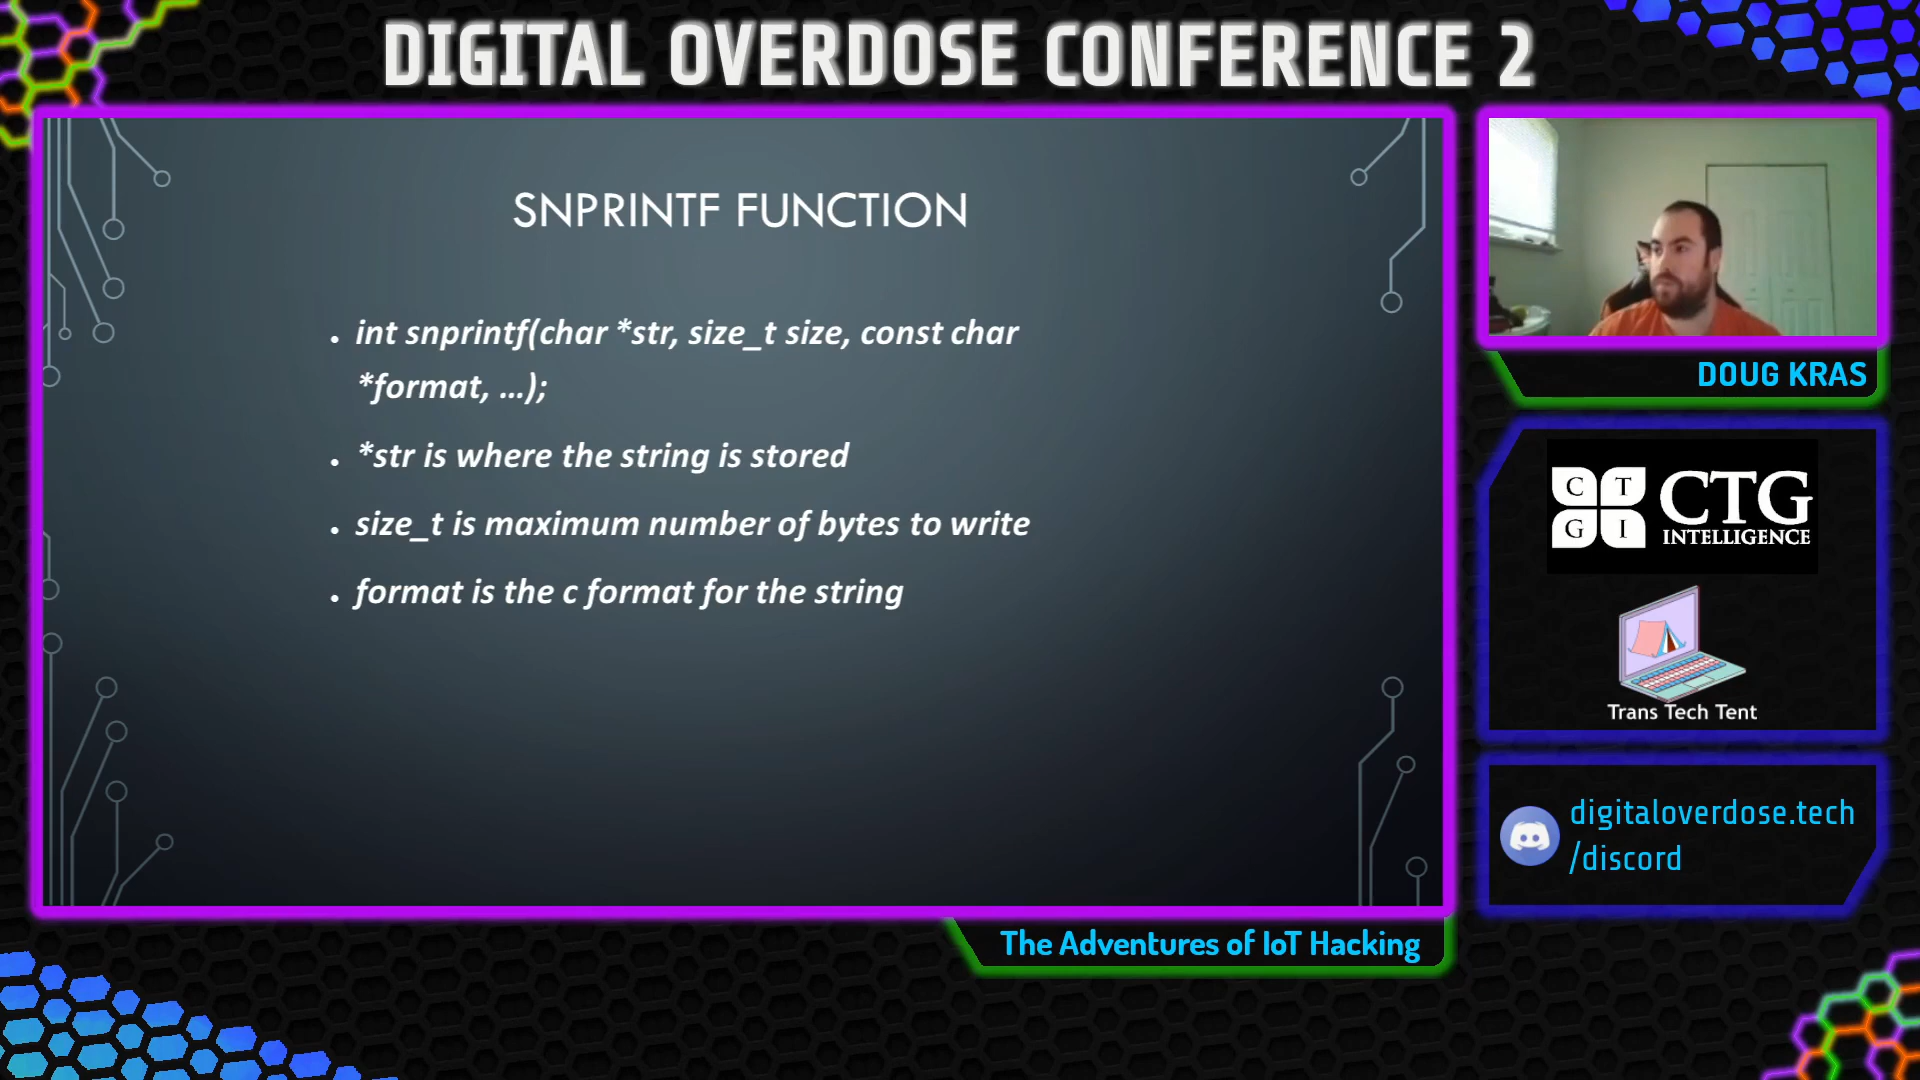 DIGITAL OVERDOSE CONFERENCE 2
SNPRINTF FUNCTION
• int snprintf(char *str, size_t size, const char
*format, ...);
• *str is where the string is stored
• size_t is maximum number of bytes to write
• format is the c format for the string
DOUG KRAS
C T
G I
CTG
INTELLIGENCE
Trans Tech Tent
digitaloverdose.tech
/discord
The Adventures of IoT Hacking